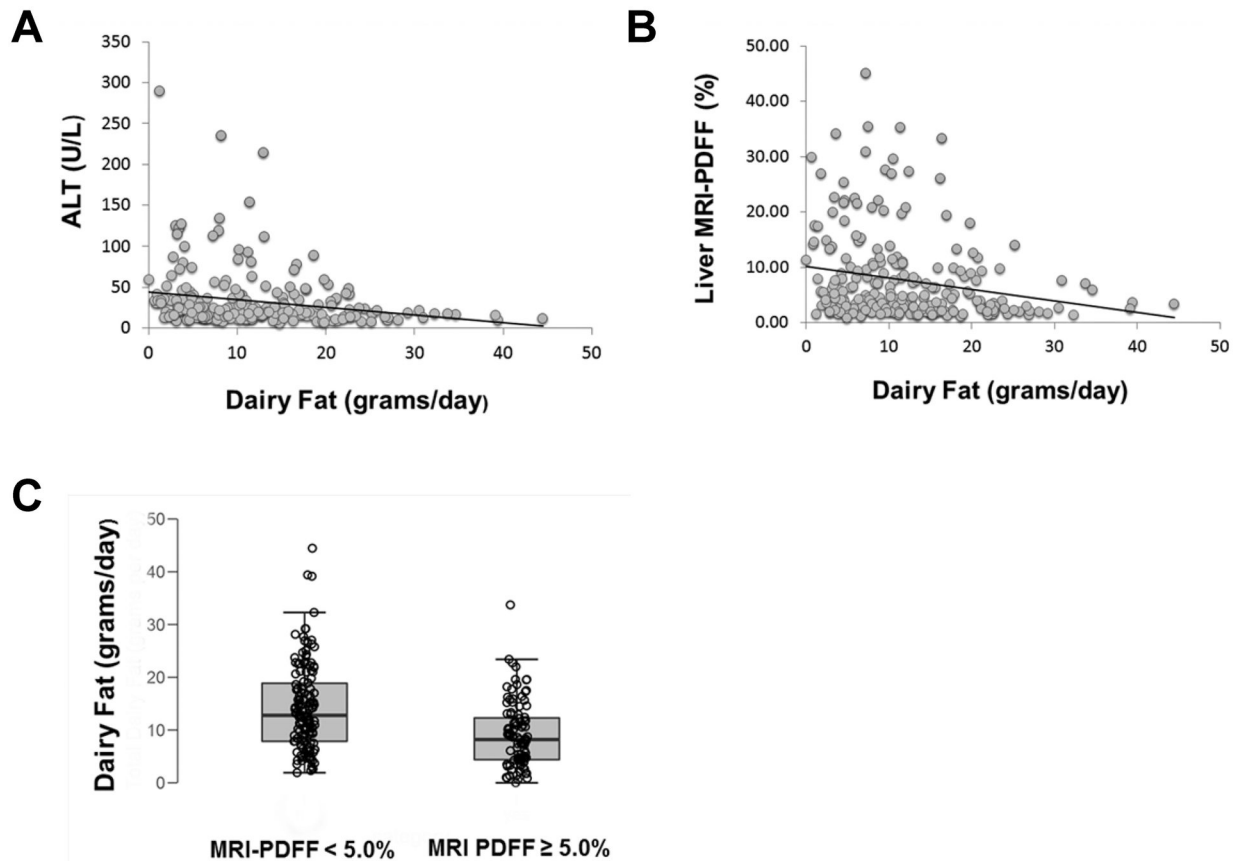 A
350
300
250
200
150
100
50
0
ALT (U/L)
0 10 20 30 40 50
Dairy Fat (grams/day)
B
50.00
40.00
30.00
20.00
10.00
0.00
Liver MRI-PDFF (%)
0 10 20 30 40 50
Dairy Fat (grams/day)
C
50
40
30
20
10
0
Dairy Fat (grams/day)
MRI-PDFF < 5.0% MRI PDFF ≥ 5.0%